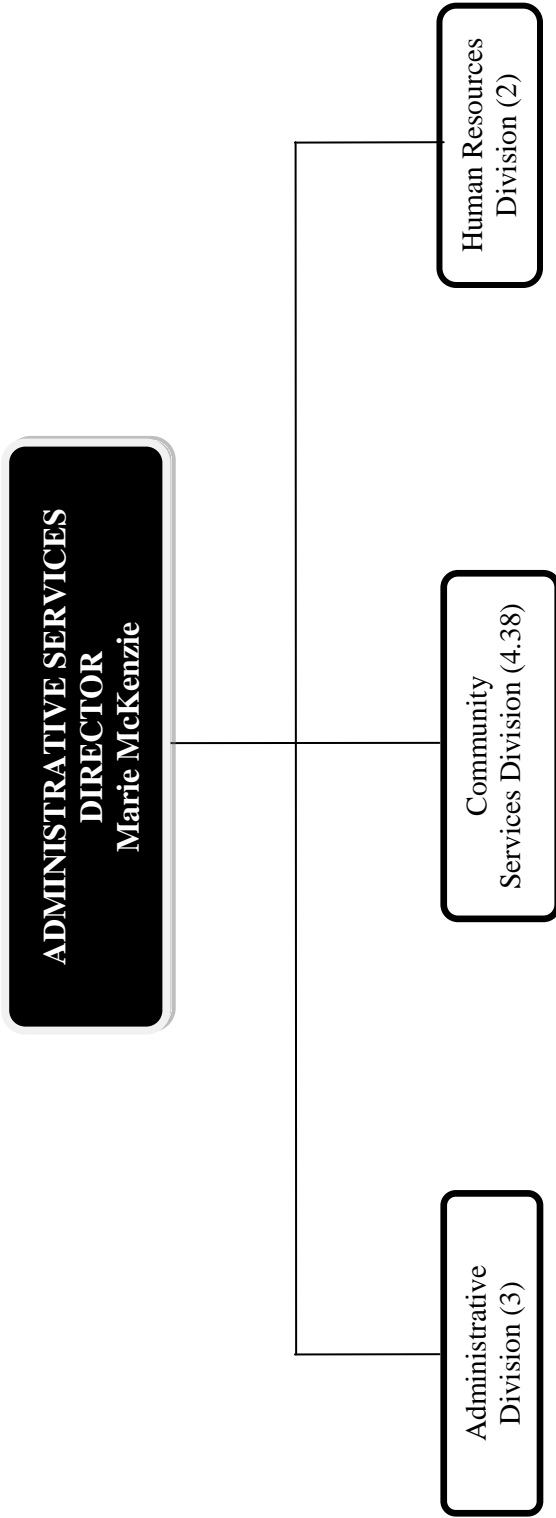 ADMINISTRATIVE SERVICES
DIRECTOR
Marie McKenzie
Administrative
Division (3)
Community
Services Division (4.38)
Human Resources
Division (2)